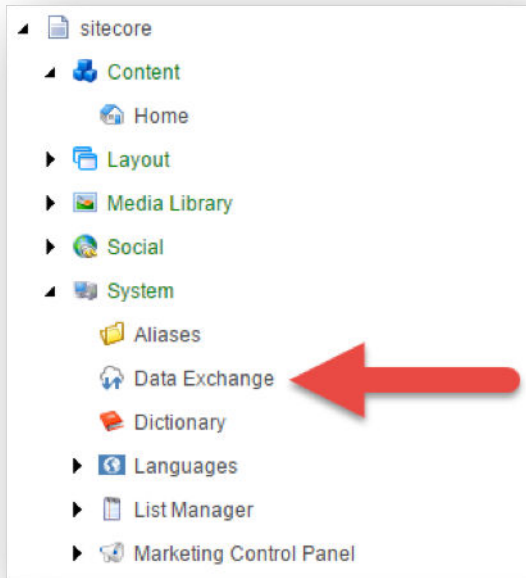 sitecore
Content
Home
Layout
Media Library
Social
System
Aliases
Data Exchange
Dictionary
Languages
List Manager
Marketing Control Panel